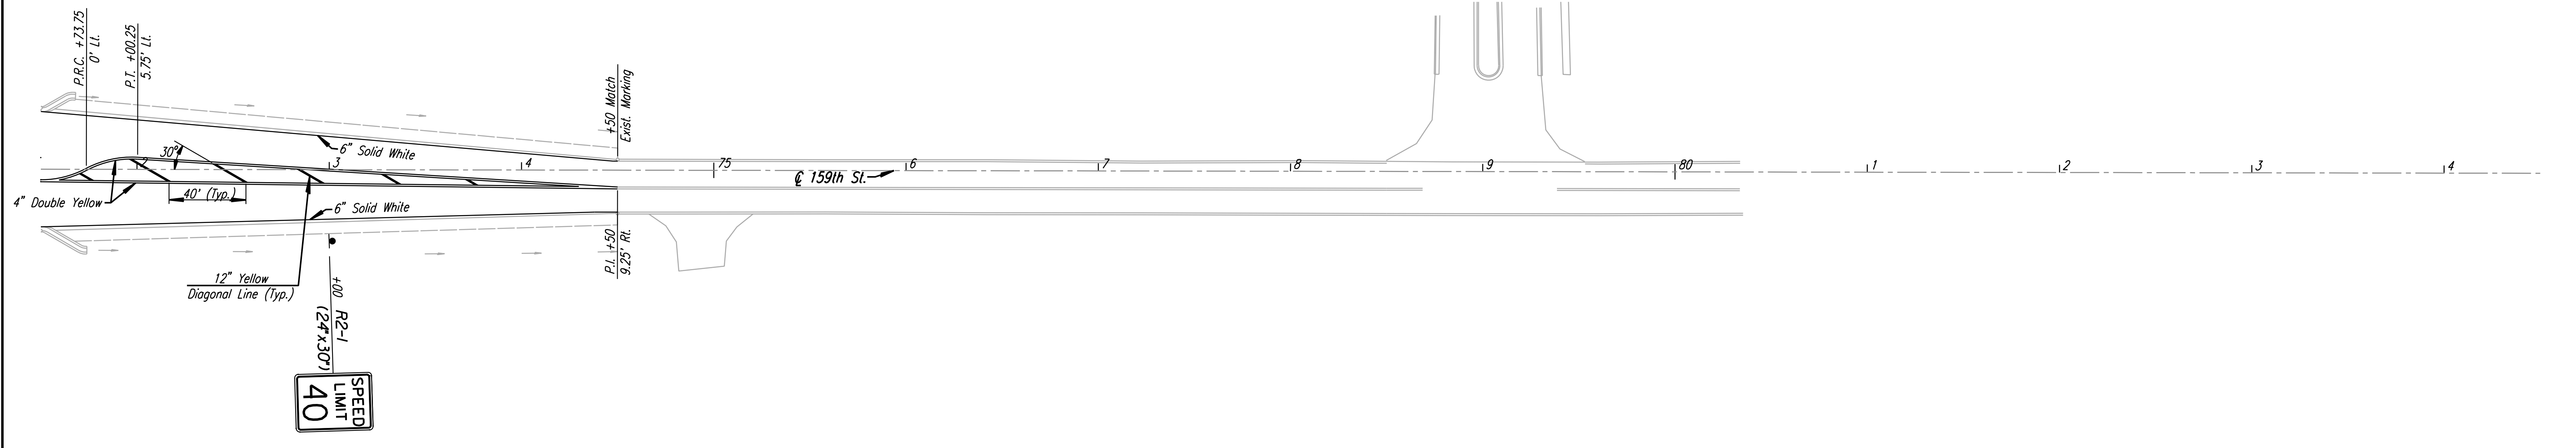 P.R.C. +73.75
0' Lt.
P.T. +00.25
5.75' Lt.
+50 Match
Exist. Marking
30°
6" Solid White
2
3
4
75
6
7
8
9
80
1
2
3
4
℄ 159th St.
4" Double Yellow
40' (Typ.)
6" Solid White
P.I. +50
9.25' Rt.
12" Yellow
Diagonal Line (Typ.)
+00 R2-1
(24"x30")
SPEED
LIMIT
40